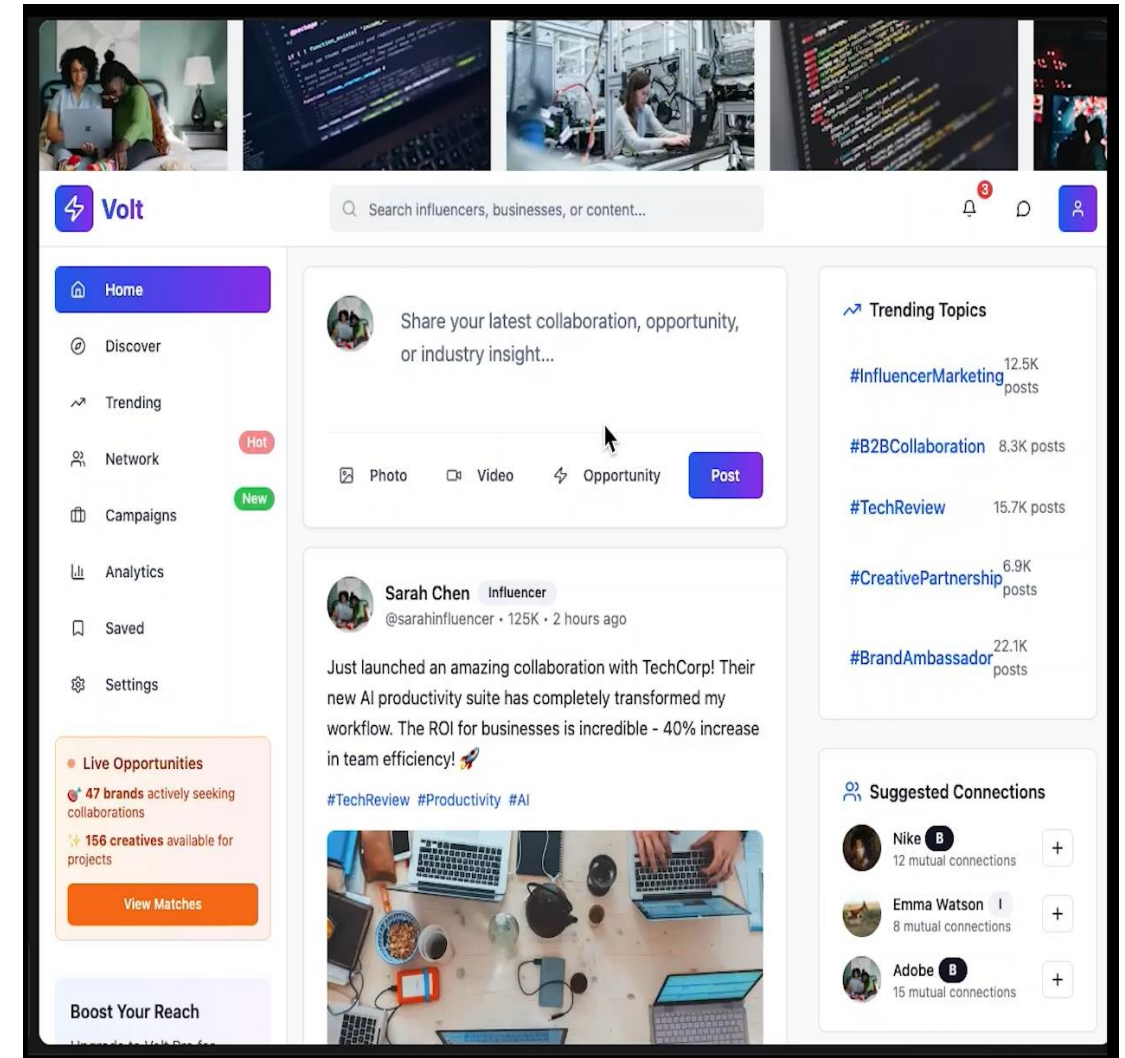 Volt
Search influencers, businesses, or content...
3
Home
Discover
Trending
Network
Hot
Campaigns
New
Analytics
Saved
Settings
Live Opportunities
🎯 47 brands actively seeking
collaborations
✨ 156 creatives available for
projects
View Matches
Boost Your Reach
Share your latest collaboration, opportunity,
or industry insight...
Photo
Video
Opportunity
Post
Sarah Chen Influencer
@sarahinfluencer • 125K • 2 hours ago
Just launched an amazing collaboration with TechCorp! Their
new AI productivity suite has completely transformed my
workflow. The ROI for businesses is incredible - 40% increase
in team efficiency! 🚀
#TechReview #Productivity #AI
Trending Topics
#InfluencerMarketing 12.5K
posts
#B2BCollaboration 8.3K posts
#TechReview 15.7K posts
#CreativePartnership 6.9K
posts
#BrandAmbassador 22.1K
posts
Suggested Connections
Nike B
12 mutual connections
+
Emma Watson I
8 mutual connections
+
Adobe B
15 mutual connections
+